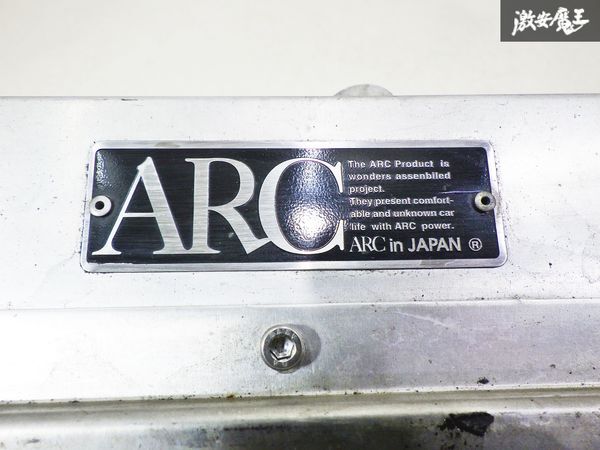 激安魔王
ARC
The ARC Product is
wonders assenbiled
project.
They present comfort-
able and unknown car
life with ARC power.
ARC in JAPAN ®